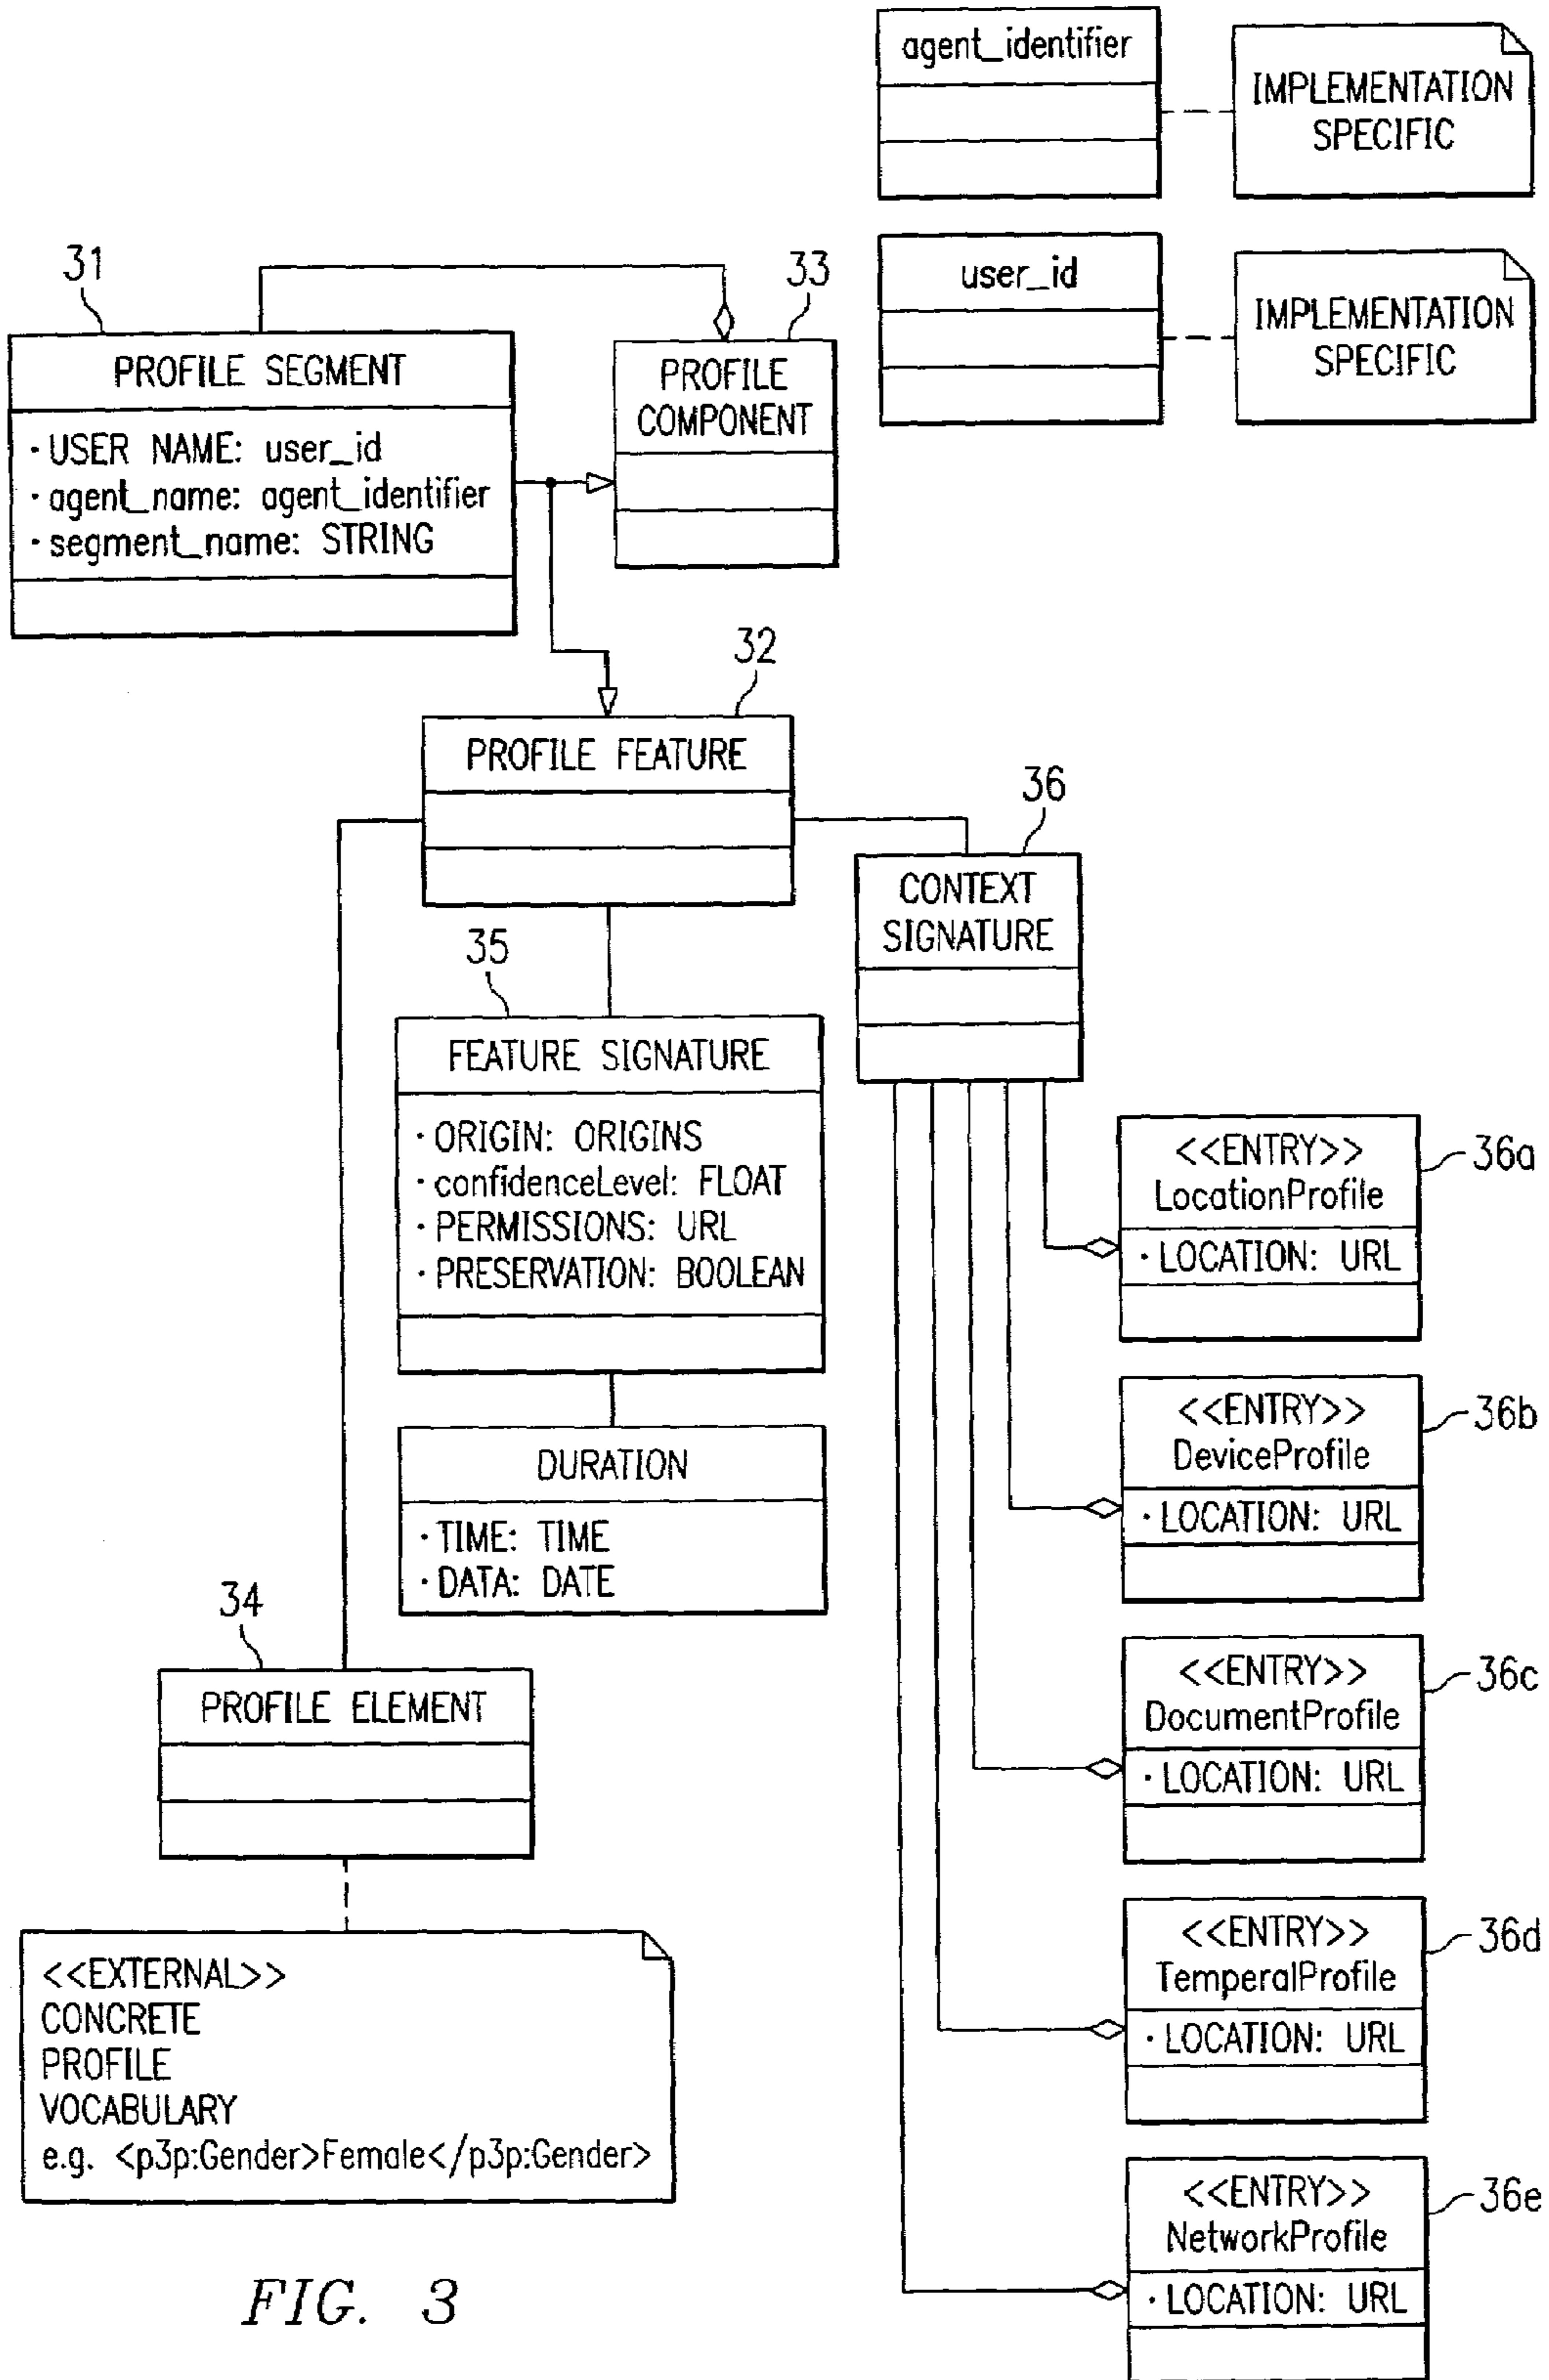 agent_identifier
IMPLEMENTATION
SPECIFIC
user_id
IMPLEMENTATION
SPECIFIC
31
PROFILE SEGMENT
· USER NAME: user_id
· agent_name: agent_identifier
· segment_name: STRING
33
PROFILE
COMPONENT
32
PROFILE FEATURE
36
CONTEXT
SIGNATURE
35
FEATURE SIGNATURE
· ORIGIN: ORIGINS
· confidenceLevel: FLOAT
· PERMISSIONS: URL
· PRESERVATION: BOOLEAN
DURATION
· TIME: TIME
· DATA: DATE
34
PROFILE ELEMENT
<<EXTERNAL>>
CONCRETE
PROFILE
VOCABULARY
e.g. <p3p:Gender>Female</p3p:Gender>
<<ENTRY>>
LocationProfile
· LOCATION: URL
36a
<<ENTRY>>
DeviceProfile
· LOCATION: URL
36b
<<ENTRY>>
DocumentProfile
· LOCATION: URL
36c
<<ENTRY>>
TemperalProfile
· LOCATION: URL
36d
<<ENTRY>>
NetworkProfile
· LOCATION: URL
36e
FIG. 3